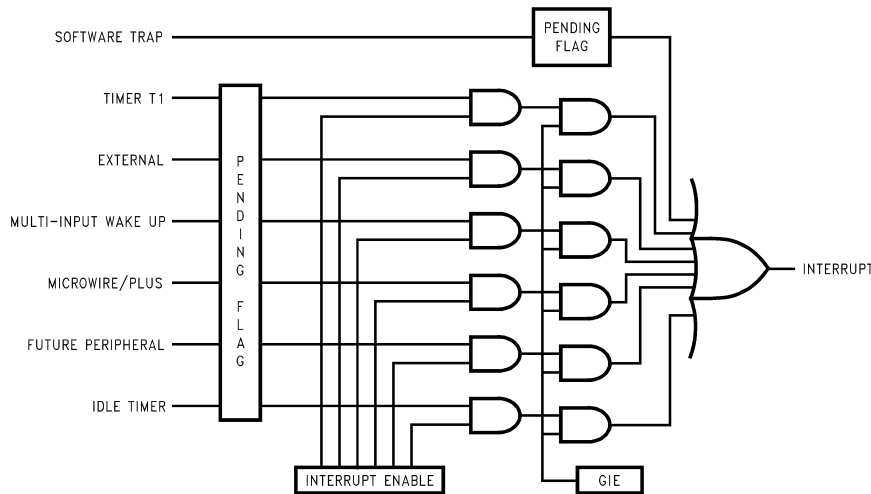 SOFTWARE TRAP
PENDING
FLAG
TIMER T1
EXTERNAL
MULTI-INPUT WAKE UP
MICROWIRE/PLUS
FUTURE PERIPHERAL
IDLE TIMER
PENDING FLAG
INTERRUPT
INTERRUPT ENABLE
GIE